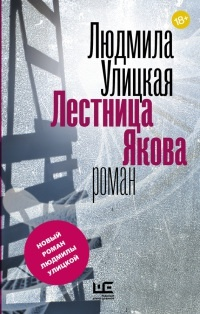 18+
Людмила
Улицкая
Лестница
Якова
роман
НОВЫЙ
РОМАН
ЛЮДМИЛЫ
УЛИЦКОЙ